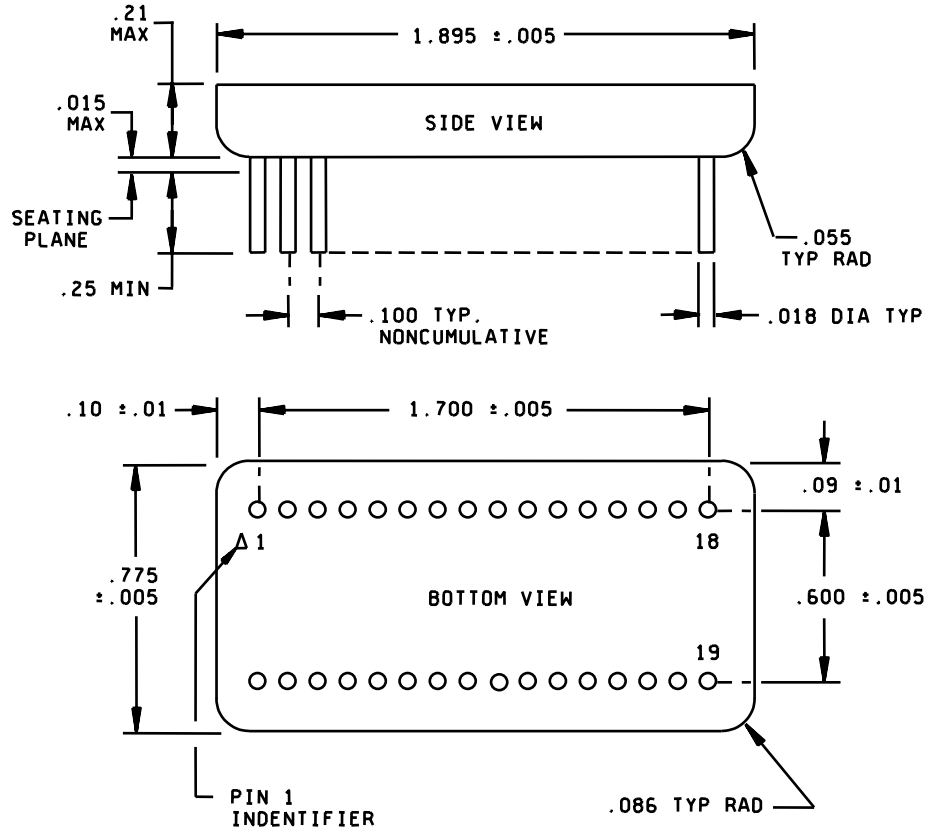 .21
MAX
1.895 ±.005
.015
MAX
SIDE VIEW
SEATING
PLANE
.055
TYP RAD
.25 MIN
.100 TYP.
NONCUMULATIVE
.018 DIA TYP
.10 ±.01
1.700 ±.005
.09 ±.01
Δ 1
18
.775
±.005
BOTTOM VIEW
.600 ±.005
19
PIN 1
INDENTIFIER
.086 TYP RAD